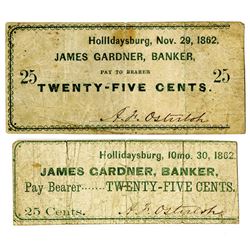 Hollidaysburg, Nov. 29, 1862.
JAMES GARDNER, BANKER,
25 PAY TO BEARER 25
TWENTY-FIVE CENTS.
Hollidaysburg, 10mo. 30, 1862.
JAMES GARDNER, BANKER,
Pay Bearer......TWENTY-FIVE CENTS.
25 Cents.